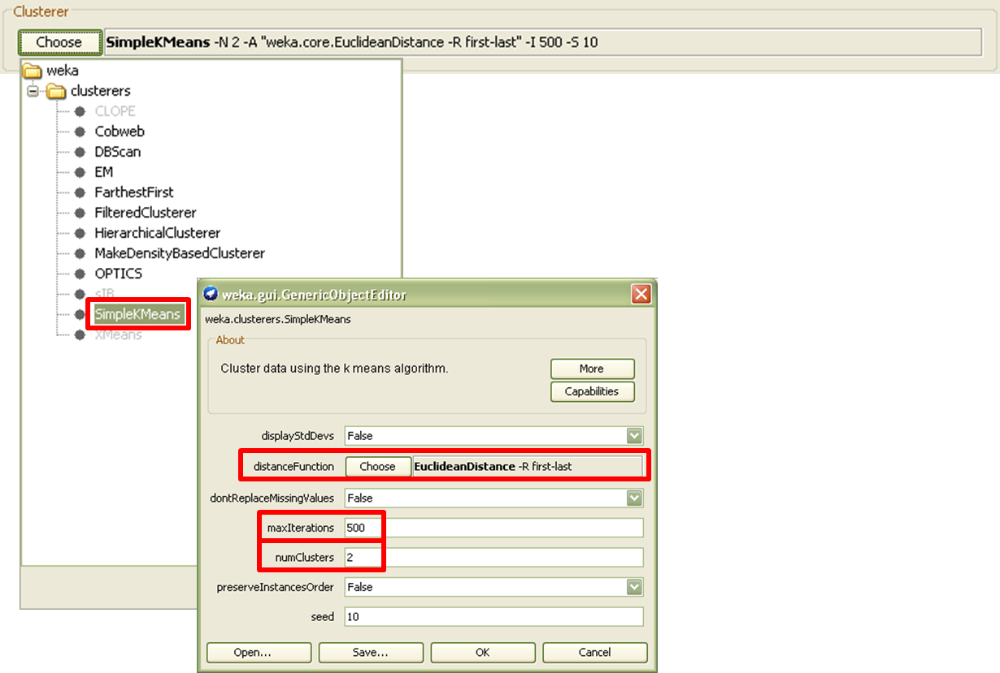 Clusterer
Choose SimpleKMeans -N 2 -A "weka.core.EuclideanDistance -R first-last" -I 500 -S 10
weka
clusterers
CLOPE
Cobweb
DBScan
EM
FarthestFirst
FilteredClusterer
HierarchicalClusterer
MakeDensityBasedClusterer
OPTICS
sIB
SimpleKMeans
XMeans
weka.gui.GenericObjectEditor
weka.clusterers.SimpleKMeans
About
Cluster data using the k means algorithm.
More
Capabilities
displayStdDevs False
distanceFunction Choose EuclideanDistance -R first-last
dontReplaceMissingValues False
maxIterations 500
numClusters 2
preserveInstancesOrder False
seed 10
Open... Save... OK Cancel